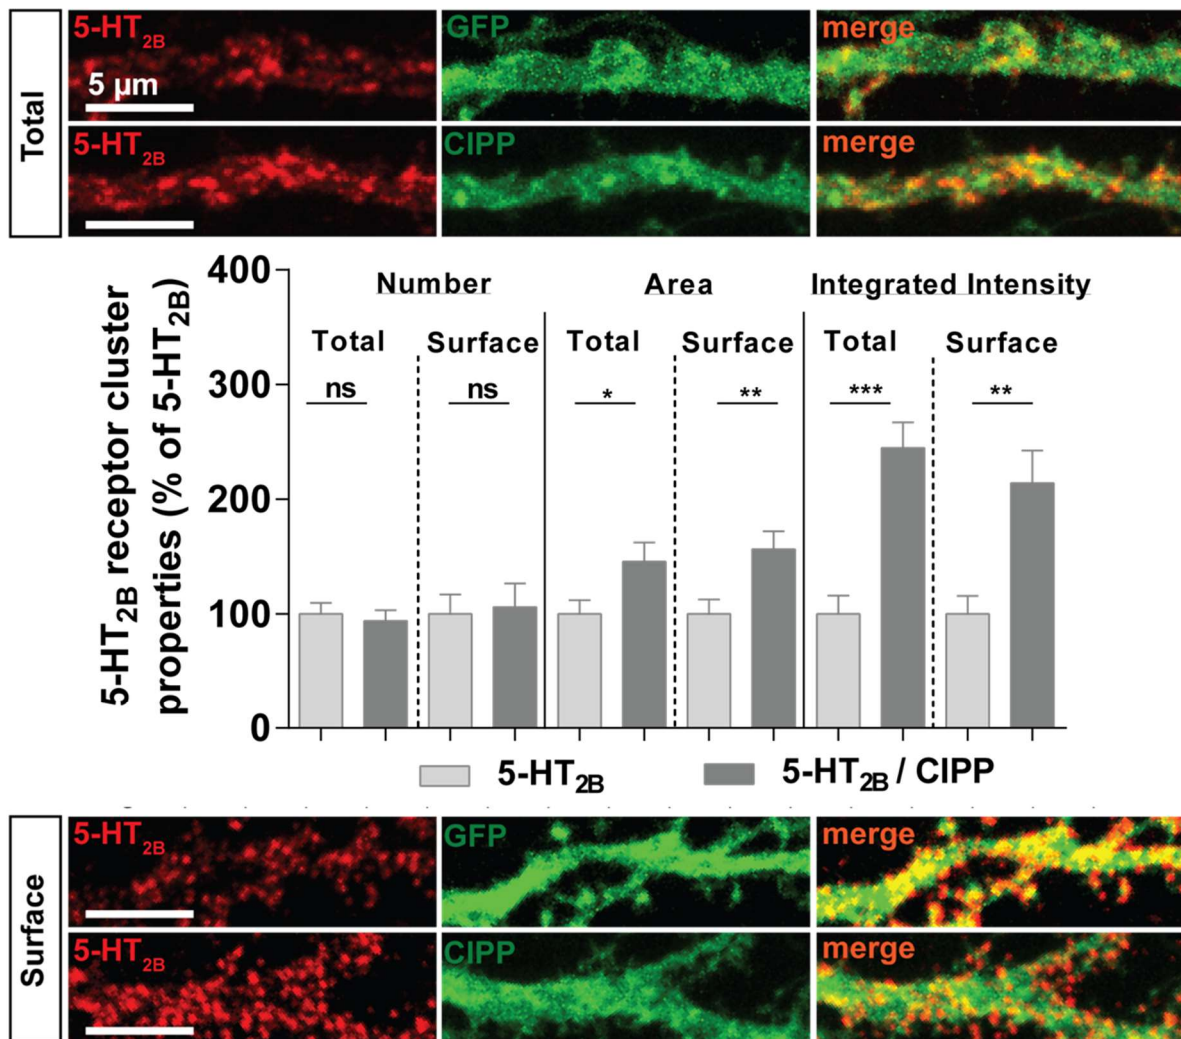 Total
5-HT2B
GFP
merge
5 µm
5-HT2B
CIPP
merge
5-HT2B receptor cluster
properties (% of 5-HT2B)
400
300
200
100
0
Number
Area
Integrated Intensity
Total
Surface
Total
Surface
Total
Surface
ns
ns
*
**
***
**
5-HT2B
5-HT2B / CIPP
Surface
5-HT2B
GFP
merge
5-HT2B
CIPP
merge